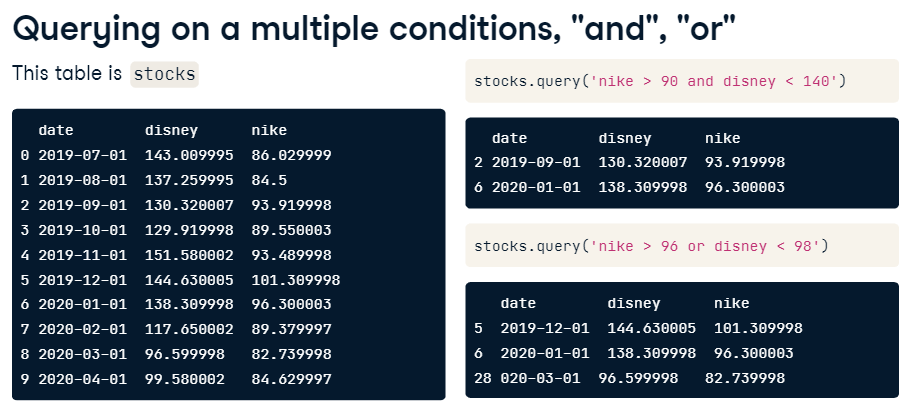 Querying on a multiple conditions, "and", "or"
This table is stocks
date disney nike
0 2019-07-01 143.009995 86.029999
1 2019-08-01 137.259995 84.5
2 2019-09-01 130.320007 93.919998
3 2019-10-01 129.919998 89.550003
4 2019-11-01 151.580002 93.489998
5 2019-12-01 144.630005 101.309998
6 2020-01-01 138.309998 96.300003
7 2020-02-01 117.650002 89.379997
8 2020-03-01 96.599998 82.739998
9 2020-04-01 99.580002 84.629997
stocks.query('nike > 90 and disney < 140')
date disney nike
2 2019-09-01 130.320007 93.919998
6 2020-01-01 138.309998 96.300003
stocks.query('nike > 96 or disney < 98')
date disney nike
5 2019-12-01 144.630005 101.309998
6 2020-01-01 138.309998 96.300003
28 020-03-01 96.599998 82.739998